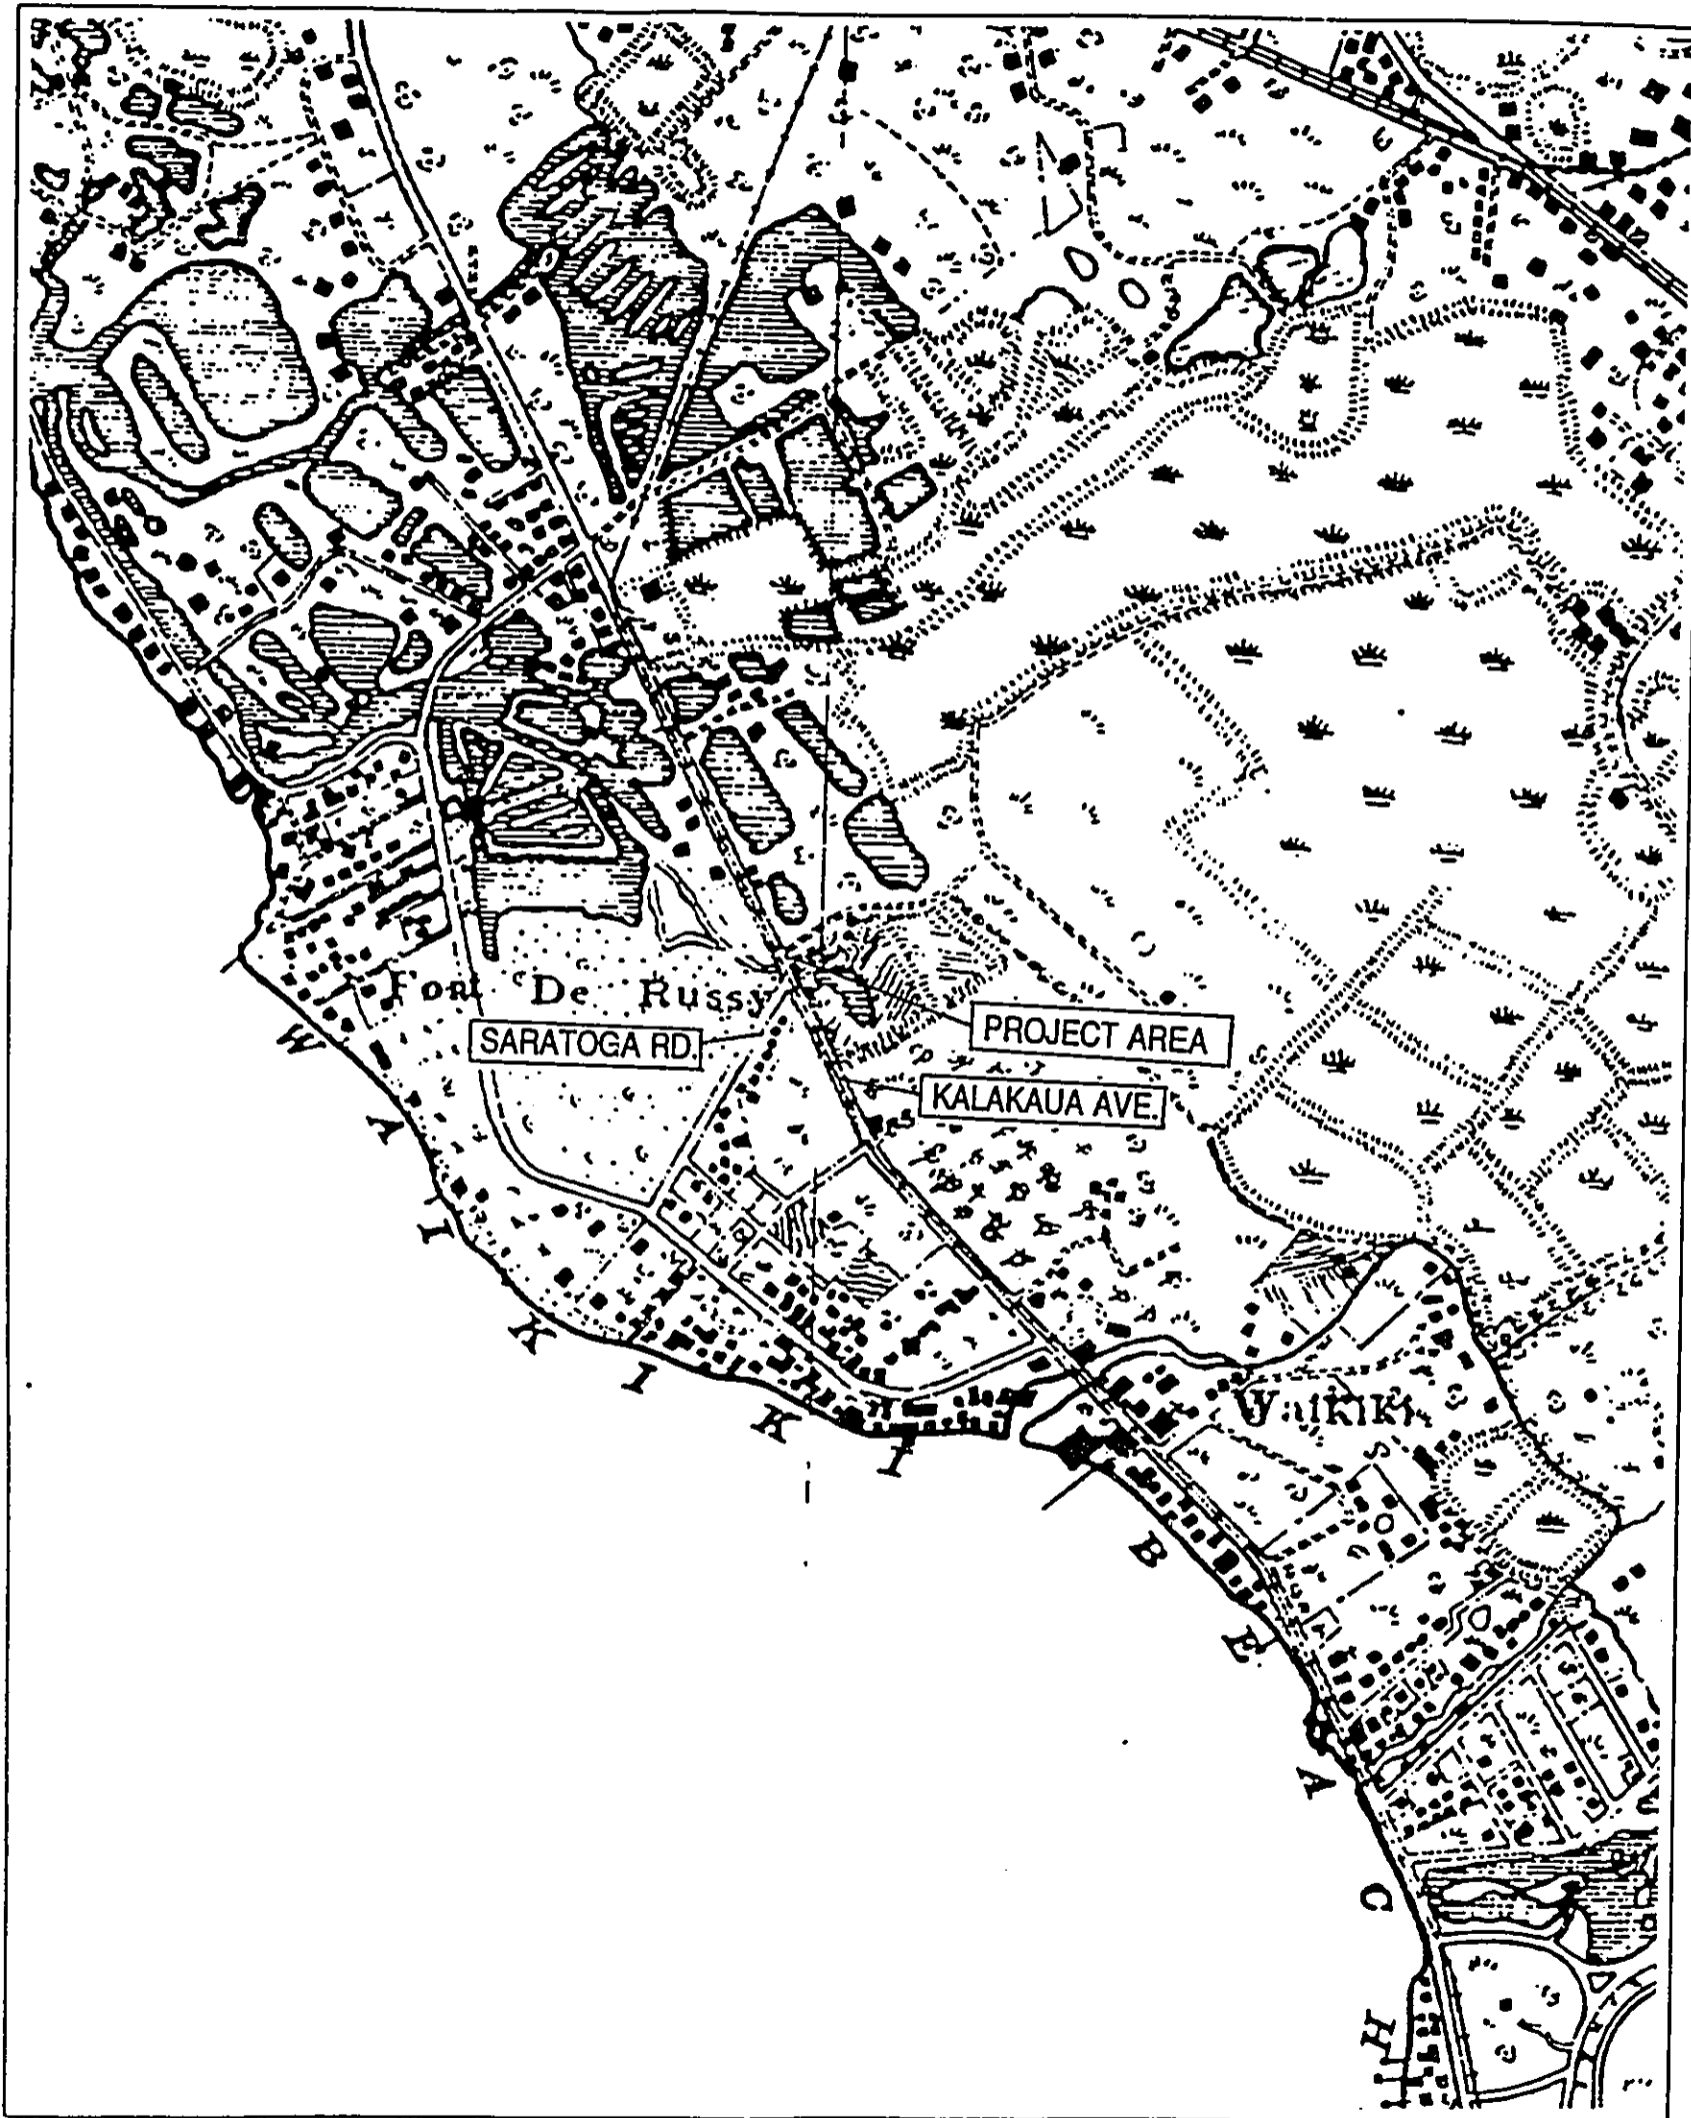 Fort De Russy
SARATOGA RD.
PROJECT AREA
KALAKAUA AVE.
Waikiki
WAIKIKI BEACH